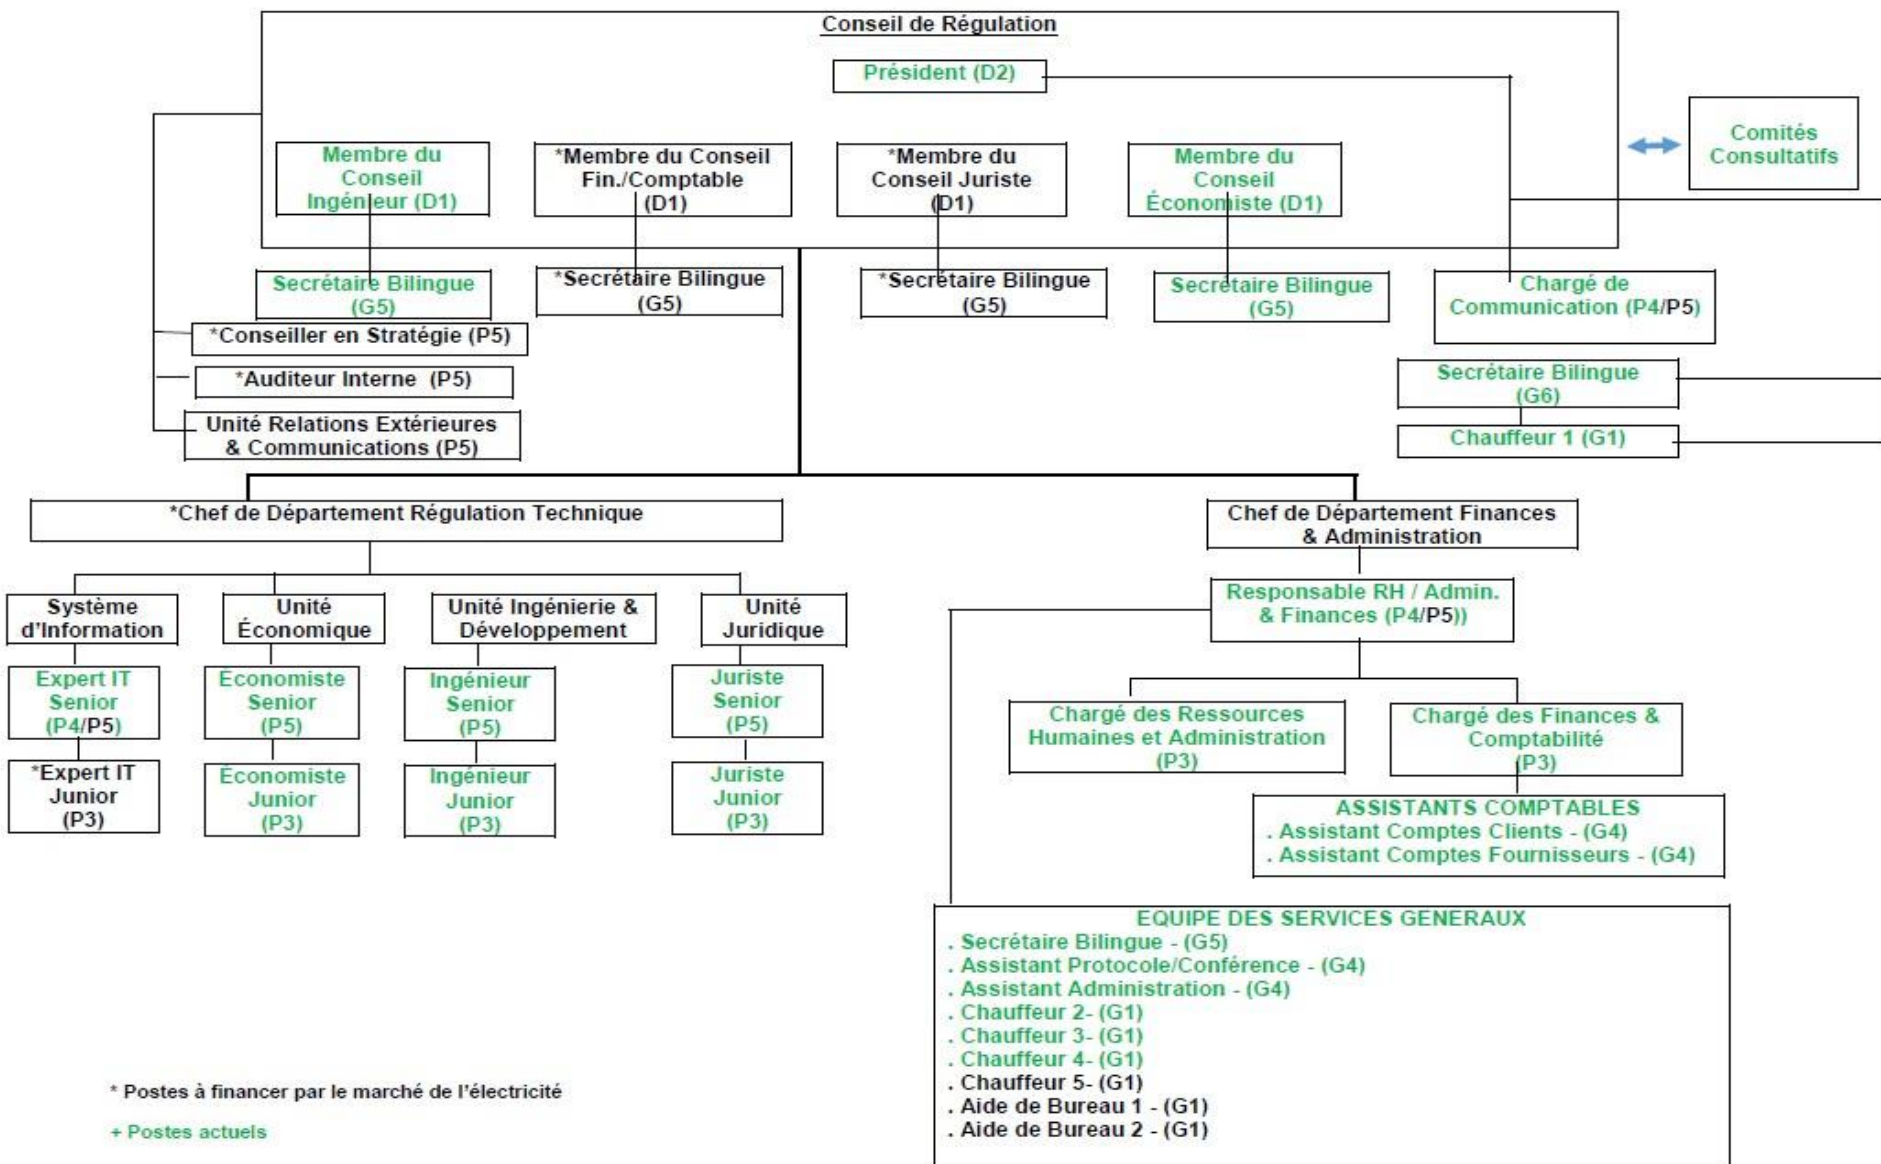 Conseil de Régulation
Président (D2)
Membre du
Conseil
Ingénieur (D1)
*Membre du Conseil
Fin./Comptable
(D1)
*Membre du
Conseil Juriste
(D1)
Membre du
Conseil
Économiste (D1)
Comités
Consultatifs
Secrétaire Bilingue
(G5)
*Secrétaire Bilingue
(G5)
*Secrétaire Bilingue
(G5)
Secrétaire Bilingue
(G5)
Chargé de
Communication (P4/P5)
*Conseiller en Stratégie (P5)
*Auditeur Interne (P5)
Unité Relations Extérieures
& Communications (P5)
Secrétaire Bilingue
(G6)
Chauffeur 1 (G1)
*Chef de Département Régulation Technique
Chef de Département Finances
& Administration
Système
d'Information
Unité
Économique
Unité Ingénierie &
Développement
Unité
Juridique
Responsable RH / Admin.
& Finances (P4/P5))
Expert IT
Senior
(P4/P5)
Économiste
Senior
(P5)
Ingénieur
Senior
(P5)
Juriste
Senior
(P5)
Chargé des Ressources
Humaines et Administration
(P3)
Chargé des Finances &
Comptabilité
(P3)
*Expert IT
Junior
(P3)
Économiste
Junior
(P3)
Ingénieur
Junior
(P3)
Juriste
Junior
(P3)
ASSISTANTS COMPTABLES
. Assistant Comptes Clients - (G4)
. Assistant Comptes Fournisseurs - (G4)
EQUIPE DES SERVICES GENERAUX
. Secrétaire Bilingue - (G5)
. Assistant Protocole/Conférence - (G4)
. Assistant Administration - (G4)
. Chauffeur 2- (G1)
. Chauffeur 3- (G1)
. Chauffeur 4- (G1)
. Chauffeur 5- (G1)
. Aide de Bureau 1 - (G1)
. Aide de Bureau 2 - (G1)
* Postes à financer par le marché de l'électricité
+ Postes actuels